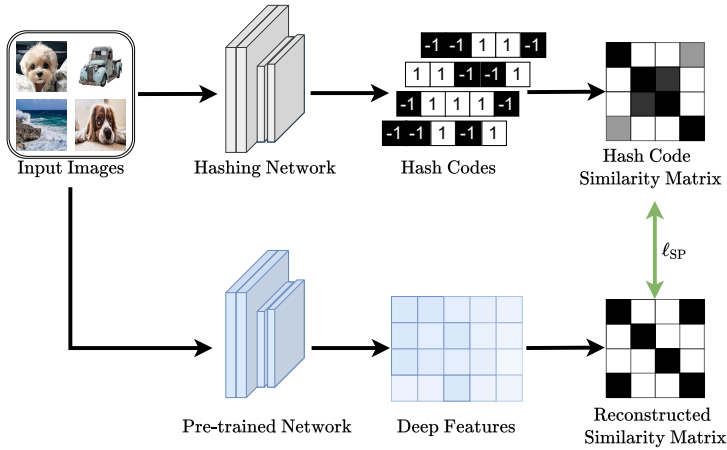 -1 -1 1 1 -1
1 1 -1 -1 1
-1 1 1 1 -1
-1 -1 1 -1 1
Input Images
Hashing Network
Hash Codes
Hash Code
Similarity Matrix
ℓSP
Pre-trained Network
Deep Features
Reconstructed
Similarity Matrix